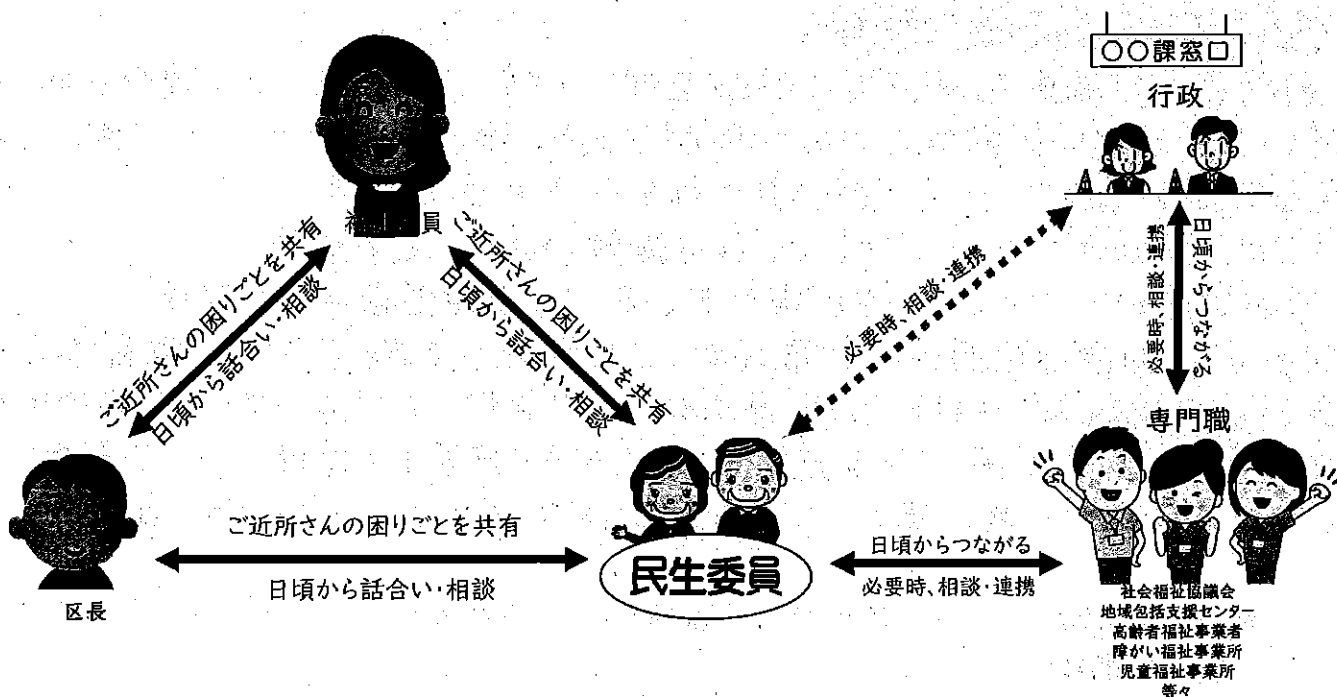 〇〇課窓口
行政
員
ご近所さんの困りごとを共有
日頃から話合い・相談
ご近所さんの困りごとを共有
日頃から話合い・相談
必要時、相談・連携
日頃からつながる
必要時、相談・連携
専門職
区長
ご近所さんの困りごとを共有
日頃から話合い・相談
民生委員
日頃からつながる
必要時、相談・連携
社会福祉協議会
地域包括支援センター
高齢者福祉事業者
障がい福祉事業所
児童福祉事業所
等々